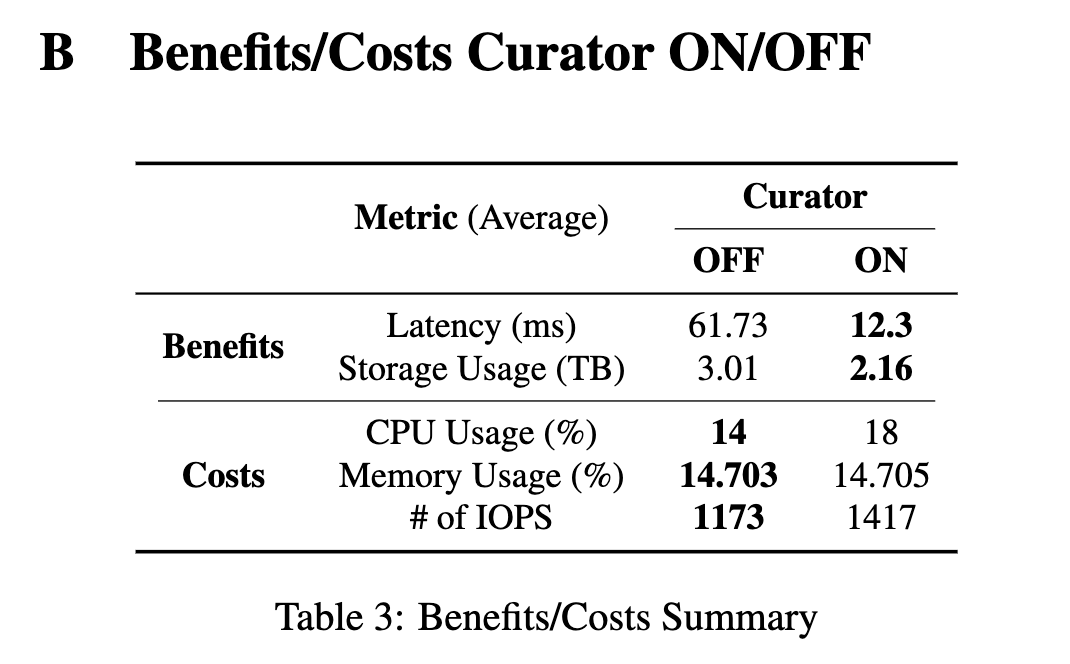 B Benefits/Costs Curator ON/OFF
Metric (Average) Curator
OFF ON
Benefits Latency (ms) 61.73 12.3
Storage Usage (TB) 3.01 2.16
Costs CPU Usage (%) 14 18
Memory Usage (%) 14.703 14.705
# of IOPS 1173 1417
Table 3: Benefits/Costs Summary